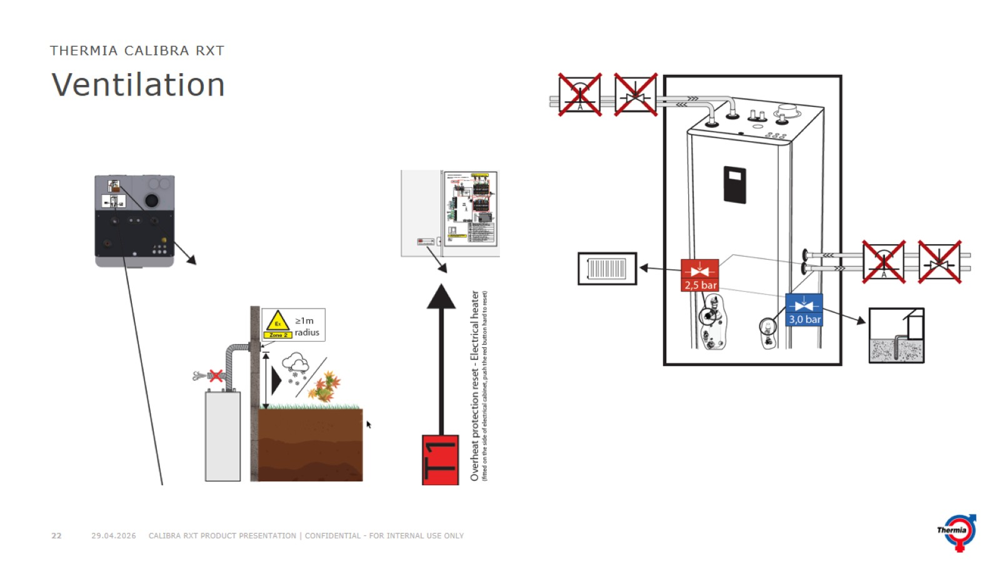 THERMIA CALIBRA RXT
Ventilation
A
Ex
Zone 2
≥1m
radius
T1
Overheat protection reset - Electrical heater
(fitted on the side of electrical cabinet, push the red button hard to reset)
2,5 bar
3,0 bar
A
22
29.04.2026
CALIBRA RXT PRODUCT PRESENTATION | CONFIDENTIAL - FOR INTERNAL USE ONLY
Thermia